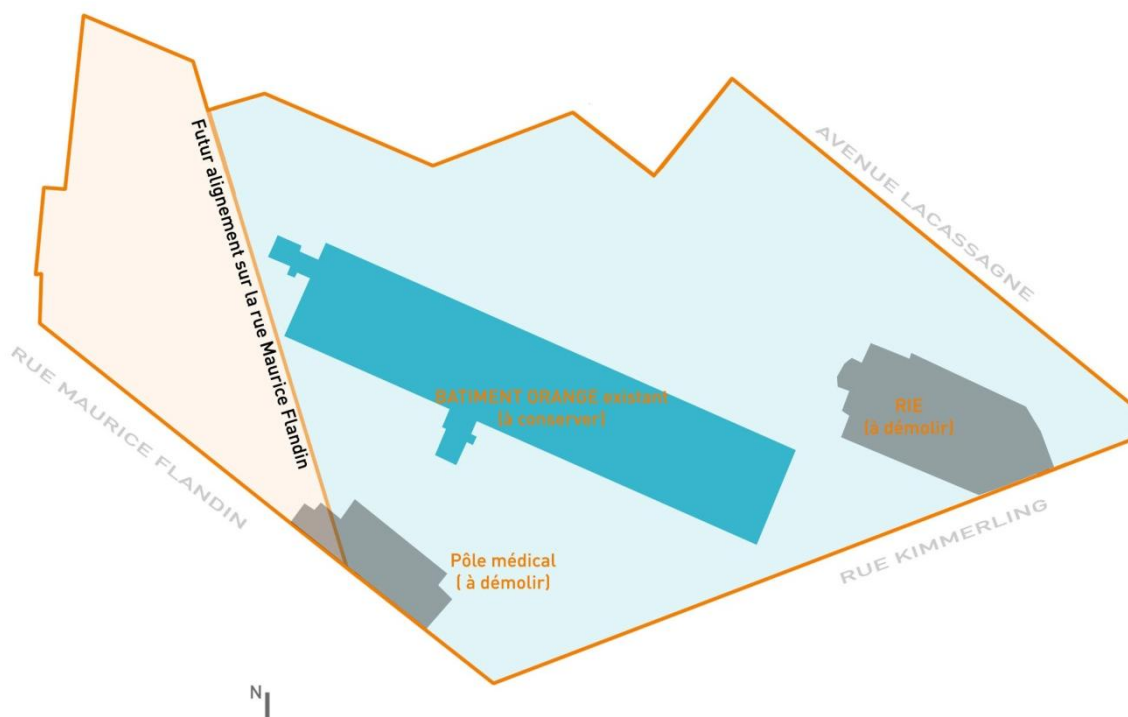 AVENUE LACASSAGNE
Futur alignement sur la rue Maurice Flandin
RUE MAURICE FLANDIN
BATIMENT ORANGE existant
(à conserver)
RIE
(à démolir)
Pôle médical
( à démolir)
RUE KIMMERLING
N